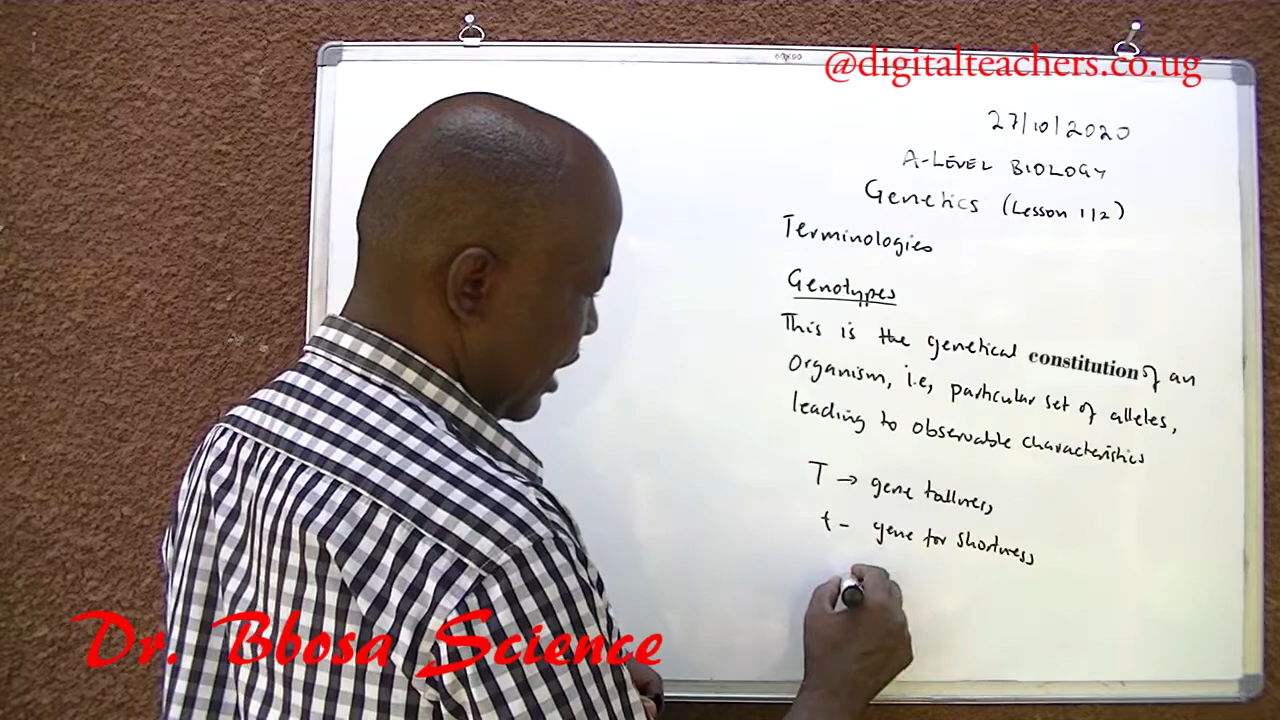 @digitalteachers.co.ug
27/10/2020
A-LEVEL BIOLOGY
Genetics (Lesson 1/2)
Terminologies
Genotypes
This is the genetical constitution of an
organism, i.e, particular set of alleles,
leading to observable characteristics
T → gene tallness
t - gene for shortness
Dr. Bbosa Science